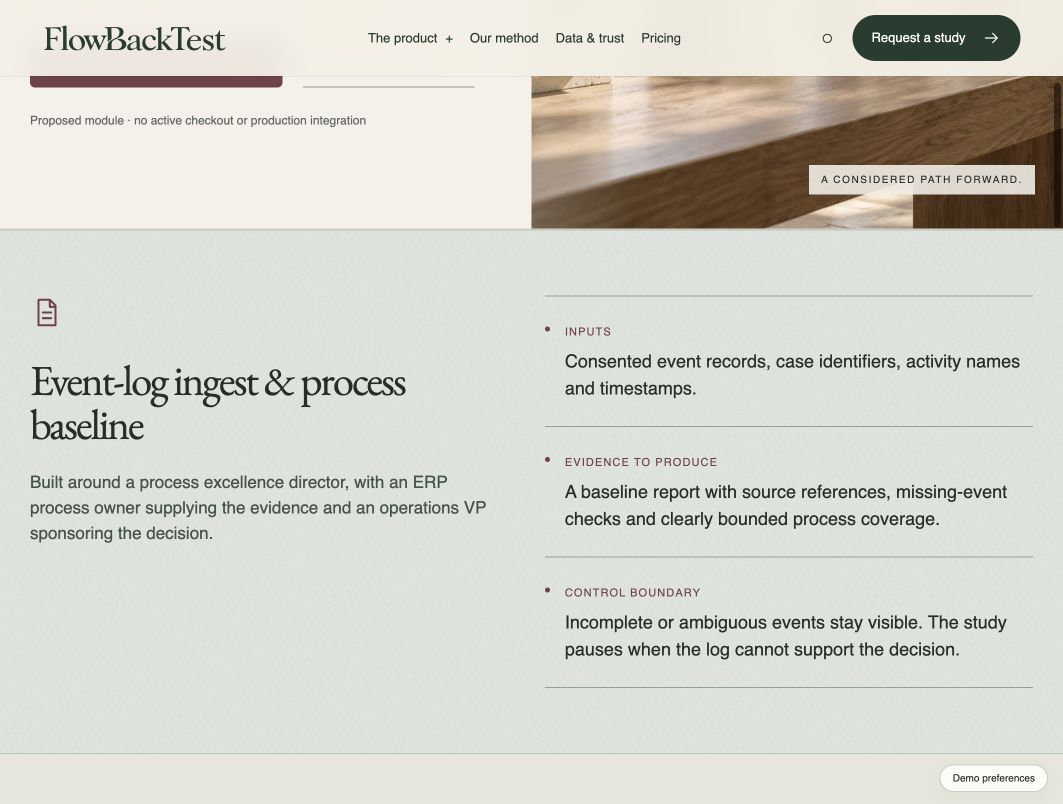 FlowBackTest
The product +
Our method
Data & trust
Pricing
Request a study
Proposed module · no active checkout or production integration
A CONSIDERED PATH FORWARD.
Event-log ingest & process
baseline
Built around a process excellence director, with an ERP
process owner supplying the evidence and an operations VP
sponsoring the decision.
INPUTS
Consented event records, case identifiers, activity names
and timestamps.
EVIDENCE TO PRODUCE
A baseline report with source references, missing-event
checks and clearly bounded process coverage.
CONTROL BOUNDARY
Incomplete or ambiguous events stay visible. The study
pauses when the log cannot support the decision.
Demo preferences